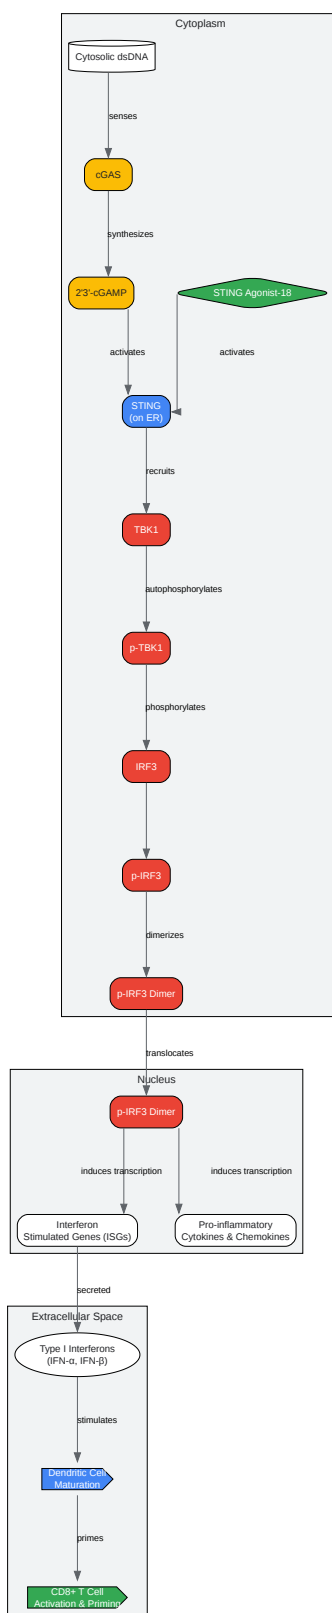 Cytoplasm
Cytosolic dsDNA
senses
cGAS
synthesizes
2'3'-cGAMP
STING Agonist-18
activates
activates
STING
(on ER)
recruits
TBK1
autophosphorylates
p-TBK1
phosphorylates
IRF3
p-IRF3
dimerizes
p-IRF3 Dimer
translocates
Nucleus
p-IRF3 Dimer
induces transcription
induces transcription
Interferon
Stimulated Genes (ISGs)
Pro-inflammatory
Cytokines & Chemokines
secreted
Extracellular Space
Type I Interferons
(IFN-α, IFN-β)
stimulates
Dendritic Cell
Maturation
primes
CD8+ T Cell
Activation & Priming